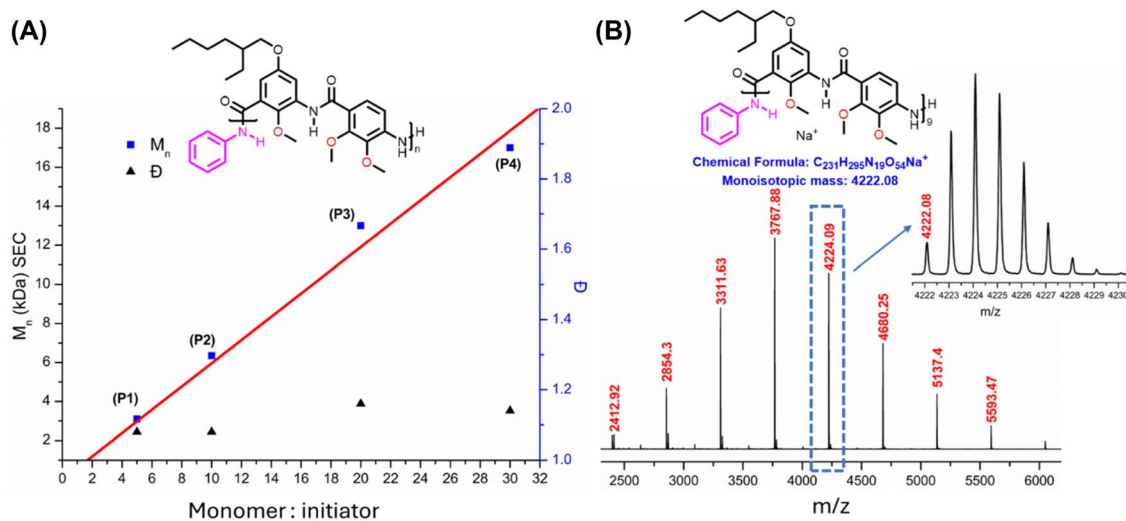 (A)
O
O
N
H
O
N
H
O
O
O
N
H
H
n
M_n
Đ
(P1)
(P2)
(P3)
(P4)
M_n (kDa) SEC
18
16
14
12
10
8
6
4
2
2.0
1.8
1.6
1.4
1.2
1.0
Đ
0 2 4 6 8 10 12 14 16 18 20 22 24 26 28 30 32
Monomer : initiator
(B)
O
O
N
H
O
N
H
O
O
O
N
H
H
9
Na⁺
Chemical Formula: C₂₃₁H₂₉₅N₁₉O₅₄Na⁺
Monoisotopic mass: 4222.08
2412.92
2854.3
3311.63
3767.88
4224.09
4680.25
5137.4
5593.47
2500 3000 3500 4000 4500 5000 5500 6000
m/z
4222.08
4222 4223 4224 4225 4226 4227 4228 4229 4230
m/z